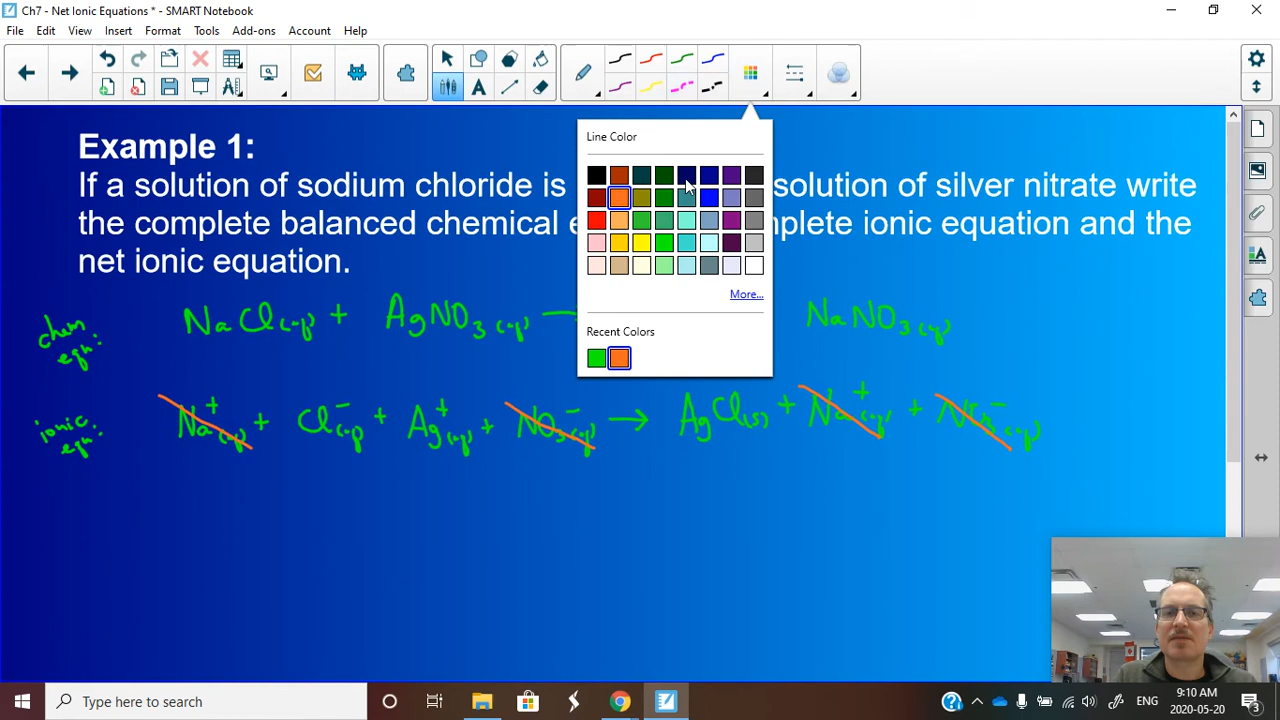 Ch7 - Net Ionic Equations * - SMART Notebook
File Edit View Insert Format Tools Add-ons Account Help
Line Color
More...
Recent Colors
Example 1:
If a solution of sodium chloride is solution of silver nitrate write
the complete balanced chemical e plete ionic equation and the
net ionic equation.
chem
eqn:
NaCl(aq) + AgNO3(aq) — NaNO3(aq)
ionic
eqn:
Na+(aq) + Cl-(aq) + Ag+(aq) + NO3-(aq) → AgCl(s) + Na+(aq) + NO3-(aq)
Type here to search
ENG
9:10 AM
2020-05-20
3